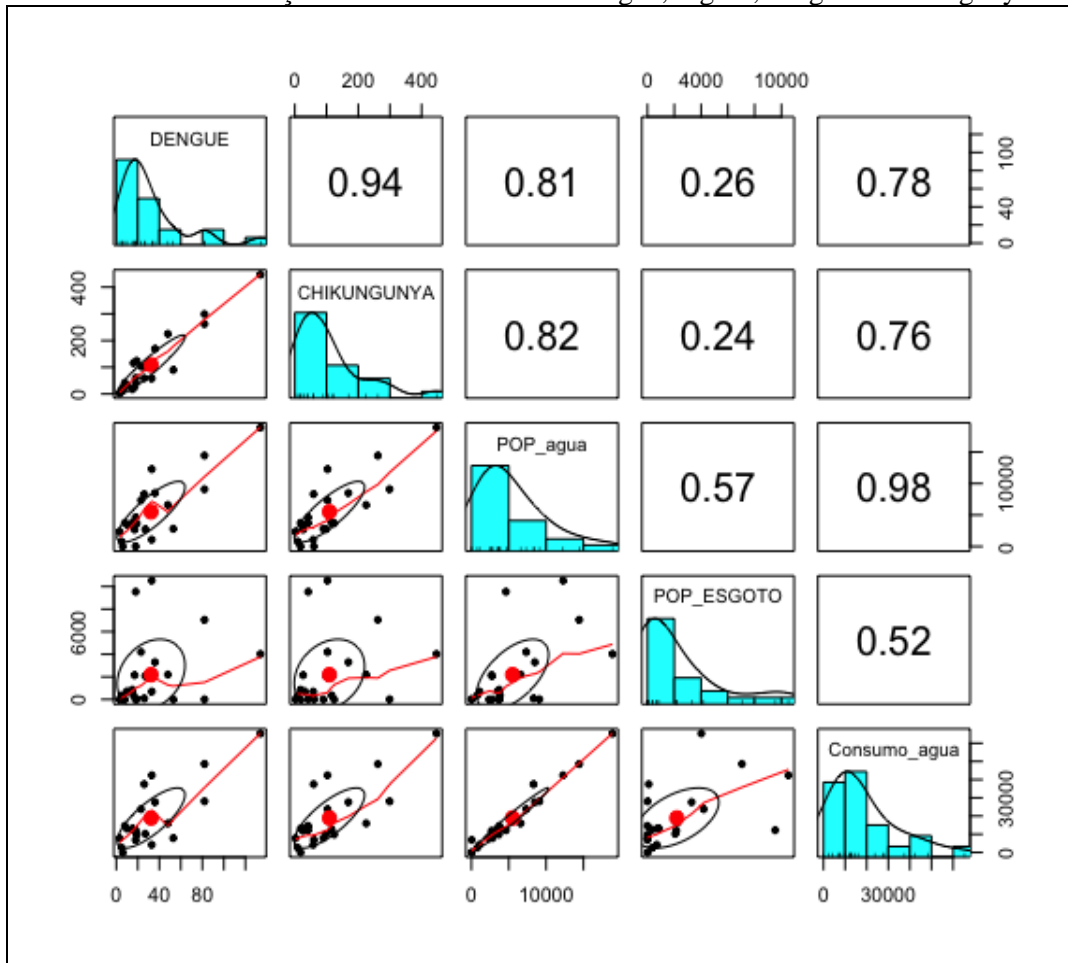 0 200 400 0 4000 10000
DENGUE 0.94 0.81 0.26 0.78 0 40 100
0 200 400 CHIKUNGUNYA 0.82 0.24 0.76
POP_agua 0.57 0.98 0 10000
0 6000 POP_ESGOTO 0.52
Consumo_agua 0 30000
0 40 80 0 10000 0 30000